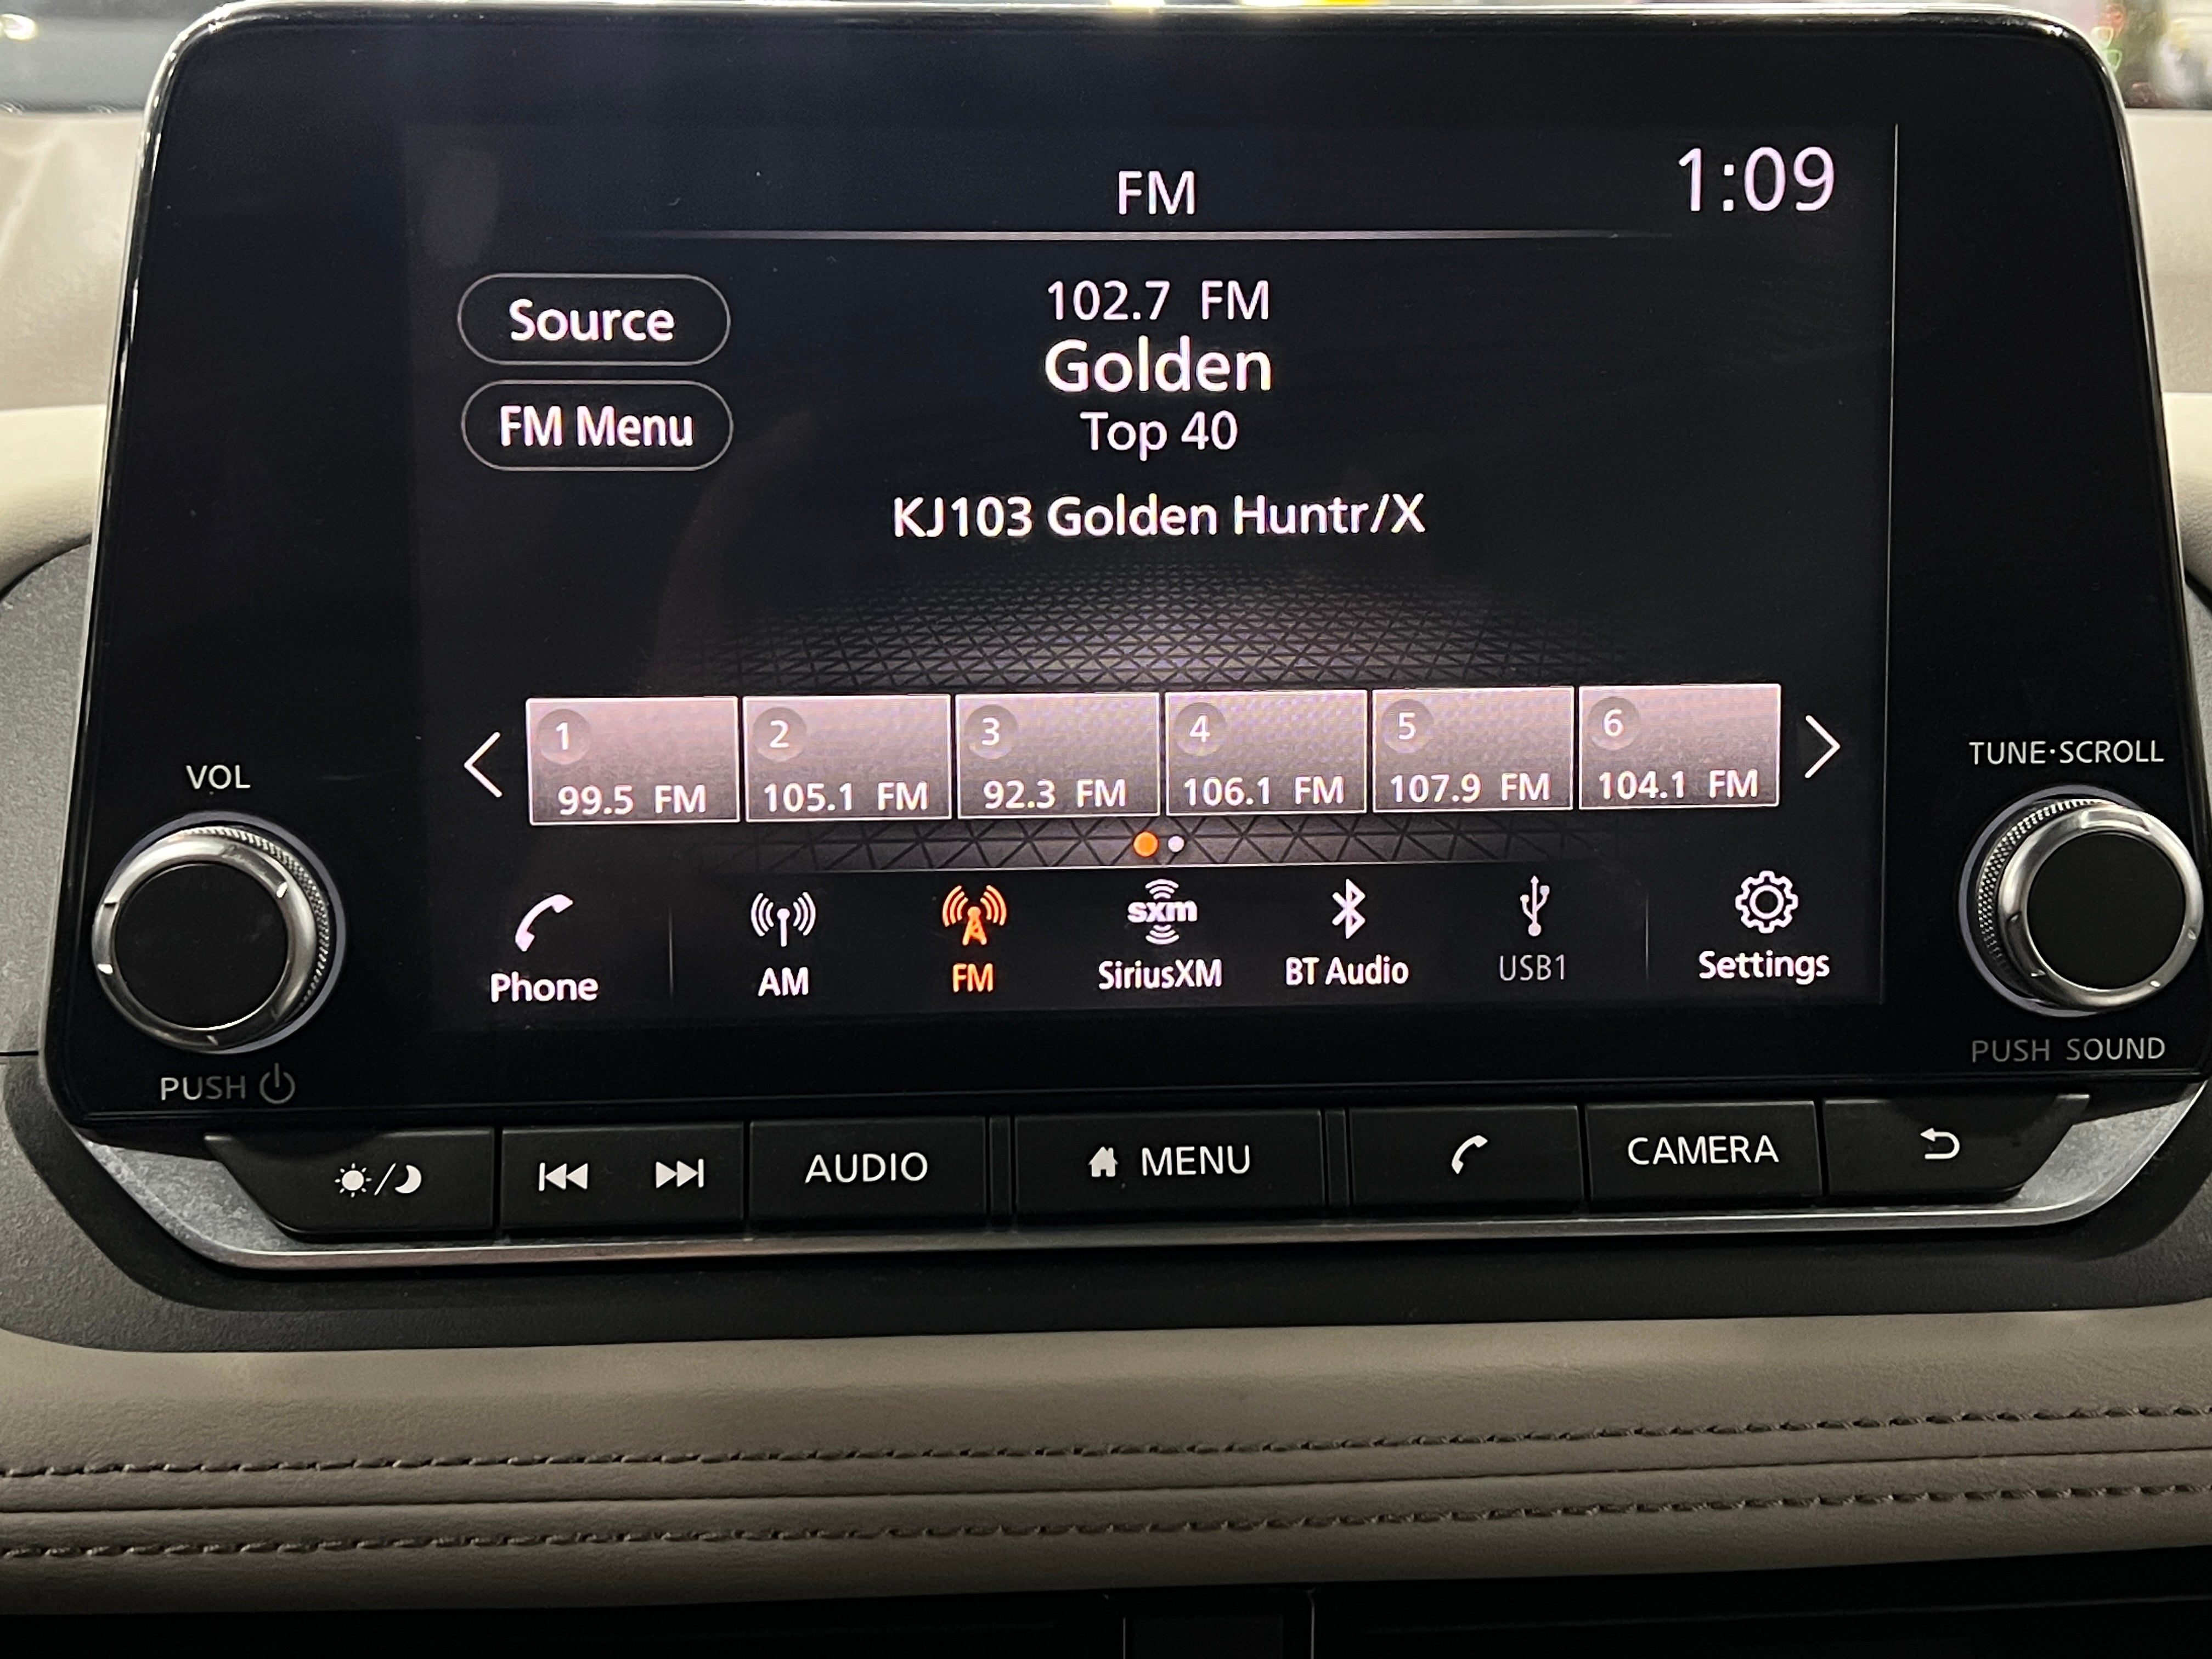 FM
1:09
Source
102.7 FM
Golden
FM Menu
Top 40
KJ103 Golden Huntr/X
1
2
3
4
5
6
99.5 FM
105.1 FM
92.3 FM
106.1 FM
107.9 FM
104.1 FM
VOL
TUNE·SCROLL
sxm
Phone
AM
FM
SiriusXM
BT Audio
USB1
Settings
PUSH
PUSH SOUND
AUDIO
MENU
CAMERA